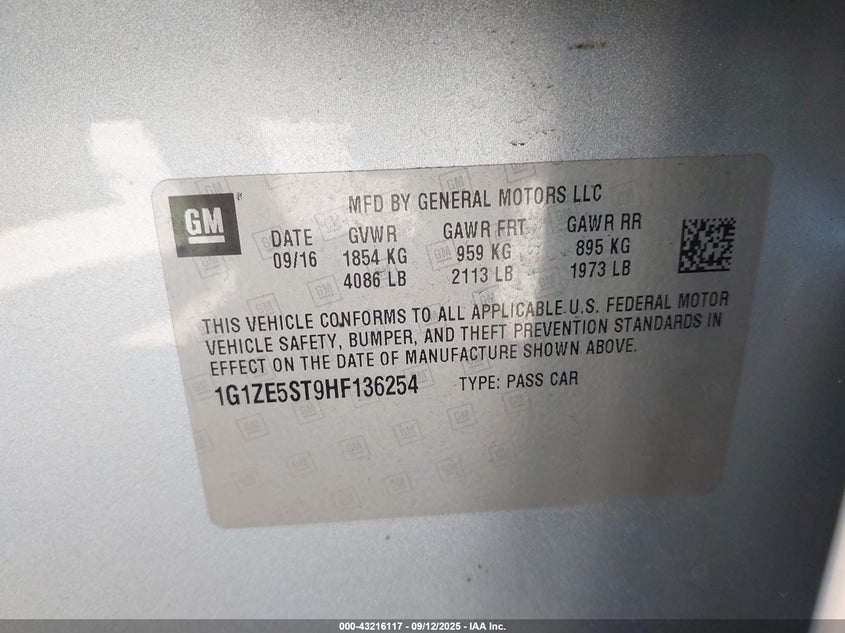 GM
MFD BY GENERAL MOTORS LLC
DATE GVWR GAWR FRT GAWR RR
09/16 1854 KG 959 KG 895 KG
4086 LB 2113 LB 1973 LB
THIS VEHICLE CONFORMS TO ALL APPLICABLE U.S. FEDERAL MOTOR
VEHICLE SAFETY, BUMPER, AND THEFT PREVENTION STANDARDS IN
EFFECT ON THE DATE OF MANUFACTURE SHOWN ABOVE.
1G1ZE5ST9HF136254 TYPE: PASS CAR
000-43216117 - 09/12/2025 - IAA Inc.